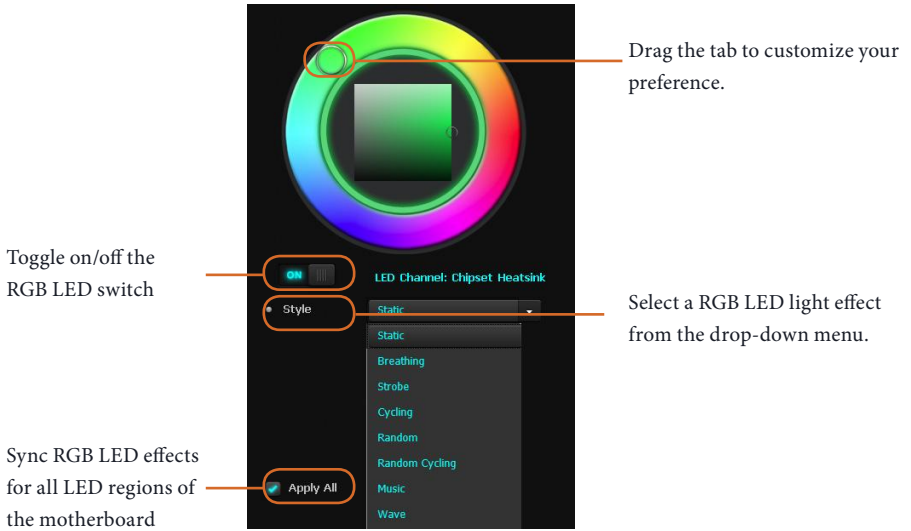 Drag the tab to customize your
preference.
Toggle on/off the
RGB LED switch
ON
LED Channel: Chipset Heatsink
Style
Static
Select a RGB LED light effect
from the drop-down menu.
Static
Breathing
Strobe
Cycling
Random
Random Cycling
Music
Wave
Sync RGB LED effects
for all LED regions of
the motherboard
Apply All